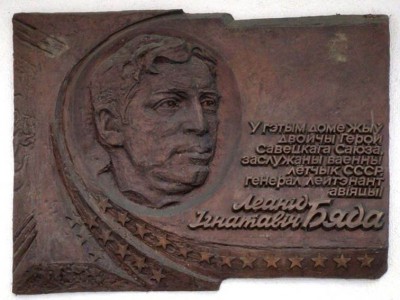 У гэтым доме жыў
двойчы Герой
Савецкага Саюза,
заслужаны ваенны
лётчык СССР,
генерал лейтэнант
авіяцыі
Леанід
Ігнатавіч Бяда